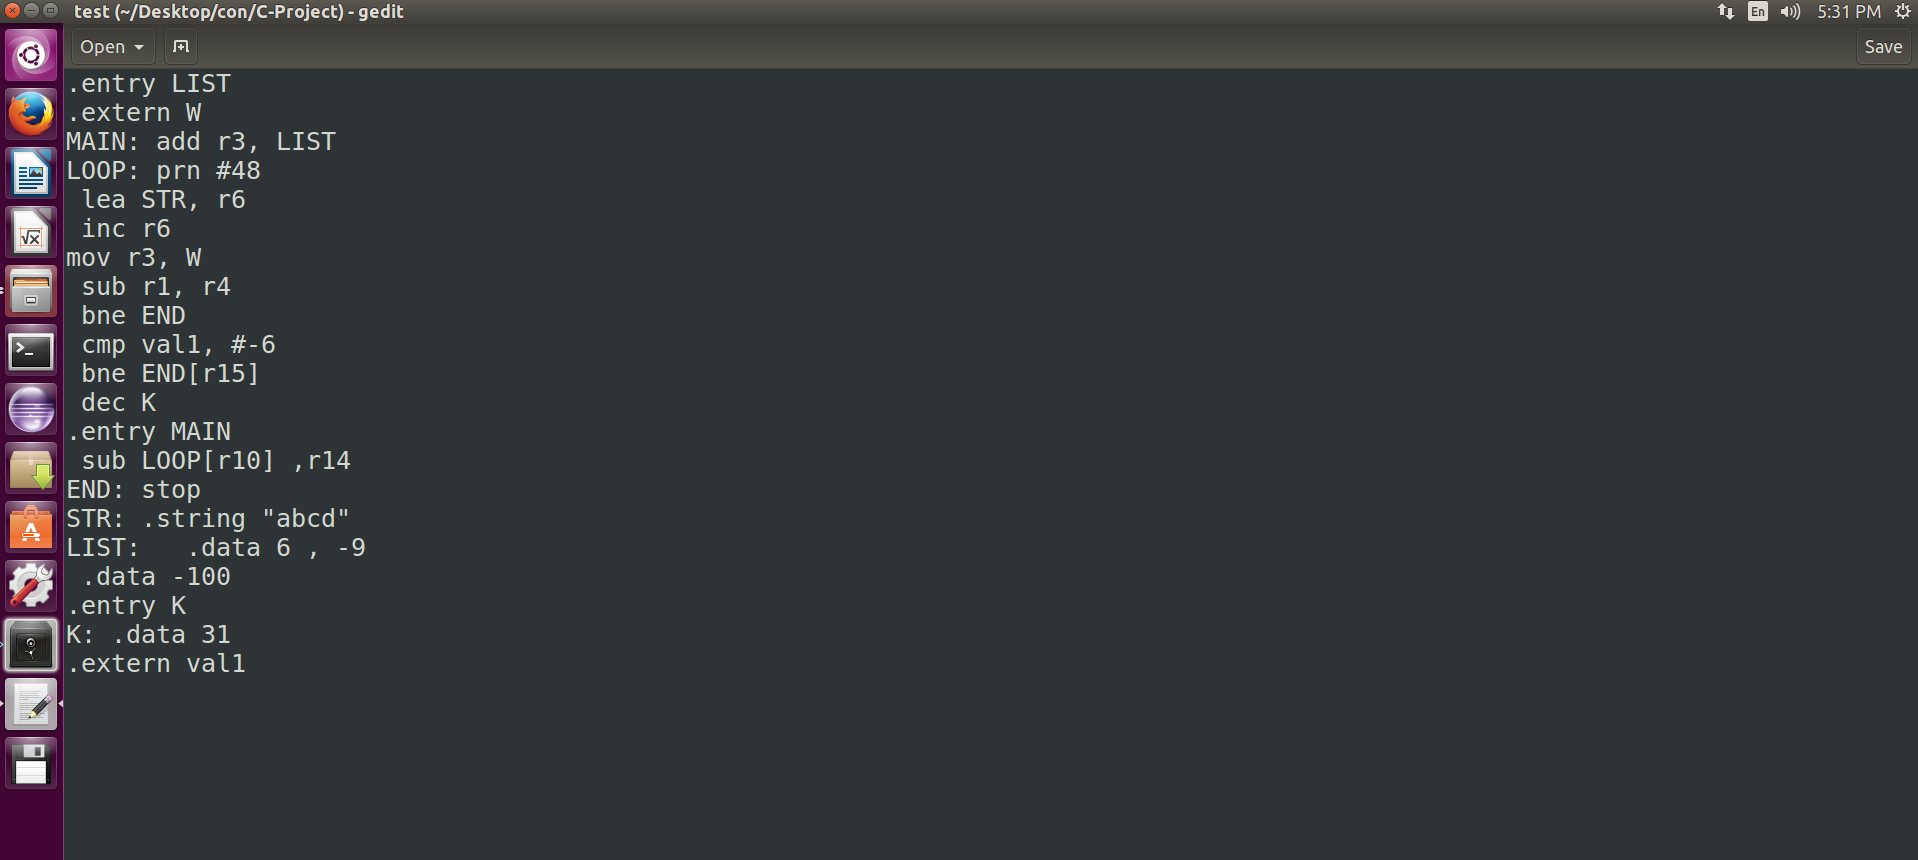 test (~/Desktop/con/C-Project) - gedit
En
5:31 PM
Open
Save
.entry LIST
.extern W
MAIN: add r3, LIST
LOOP: prn #48
 lea STR, r6
 inc r6
mov r3, W
 sub r1, r4
 bne END
 cmp val1, #-6
 bne END[r15]
 dec K
.entry MAIN
 sub LOOP[r10] ,r14
END: stop
STR: .string "abcd"
LIST:   .data 6 , -9
 .data -100
.entry K
K: .data 31
.extern val1